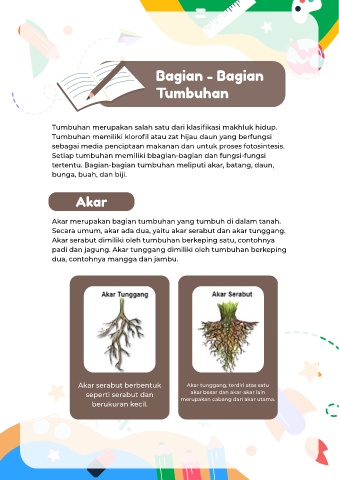 Bagian - Bagian
Tumbuhan
Tumbuhan merupakan salah satu dari klasifikasi makhluk hidup.
Tumbuhan memiliki klorofil atau zat hijau daun yang berfungsi
sebagai media penciptaan makanan dan untuk proses fotosintesis.
Setiap tumbuhan memiliki bbagian-bagian dan fungsi-fungsi
tertentu. Bagian-bagian tumbuhan meliputi akar, batang, daun,
bunga, buah, dan biji.
Akar
Akar merupakan bagian tumbuhan yang tumbuh di dalam tanah.
Secara umum, akar ada dua, yaitu akar serabut dan akar tunggang.
Akar serabut dimiliki oleh tumbuhan berkeping satu, contohnya
padi dan jagung. Akar tunggang dimiliki oleh tumbuhan berkeping
dua, contohnya mangga dan jambu.
Akar Tunggang
Akar serabut berbentuk
seperti serabut dan
berukuran kecil.
Akar Serabut
Akar tunggang, terdiri atas satu
akar besar dan akar-akar lain
merupakan cabang dari akar utama.